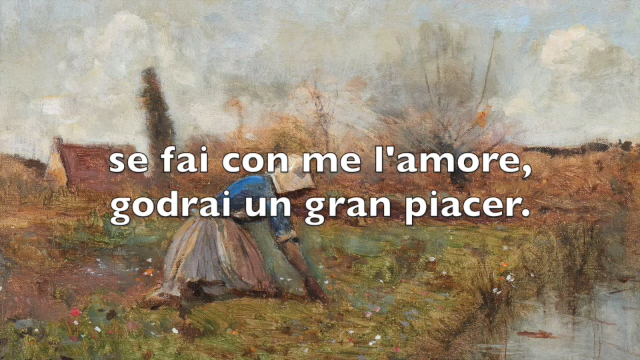 se fai con me l'amore,
godrai un gran piacer.